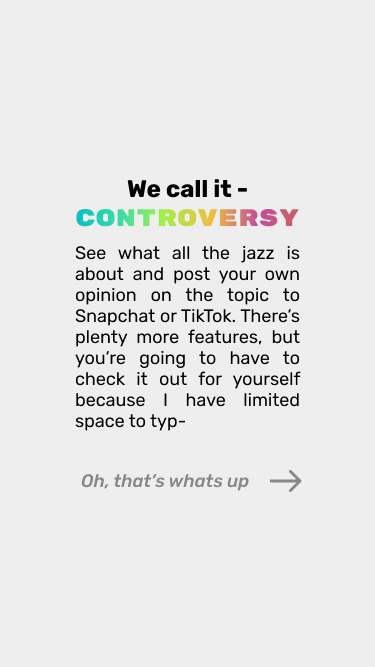 We call it -
CONTROVERSY
See what all the jazz is
about and post your own
opinion on the topic to
Snapchat or TikTok. There's
plenty more features, but
you're going to have to
check it out for yourself
because I have limited
space to typ-
Oh, that's whats up